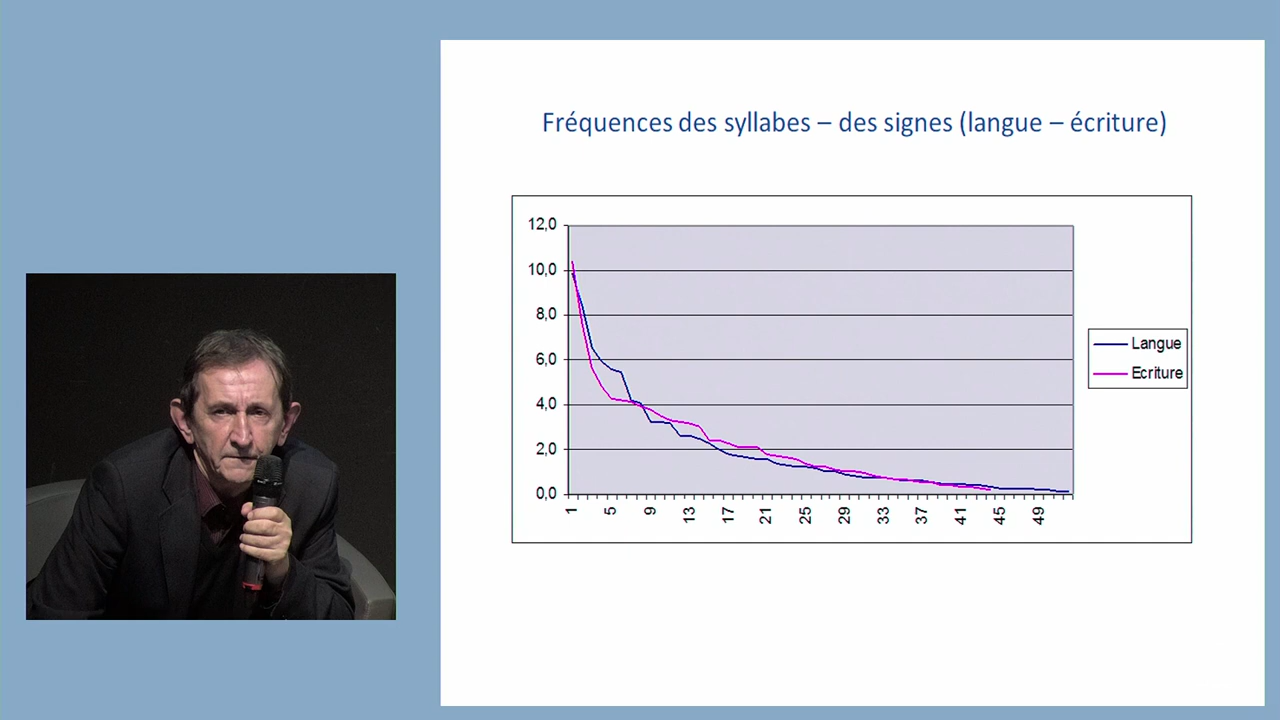 Fréquences des syllabes – des signes (langue – écriture)
12,0
10,0
8,0
6,0
4,0
2,0
0,0
1 5 9 13 17 21 25 29 33 37 41 45 49
Langue
Ecriture